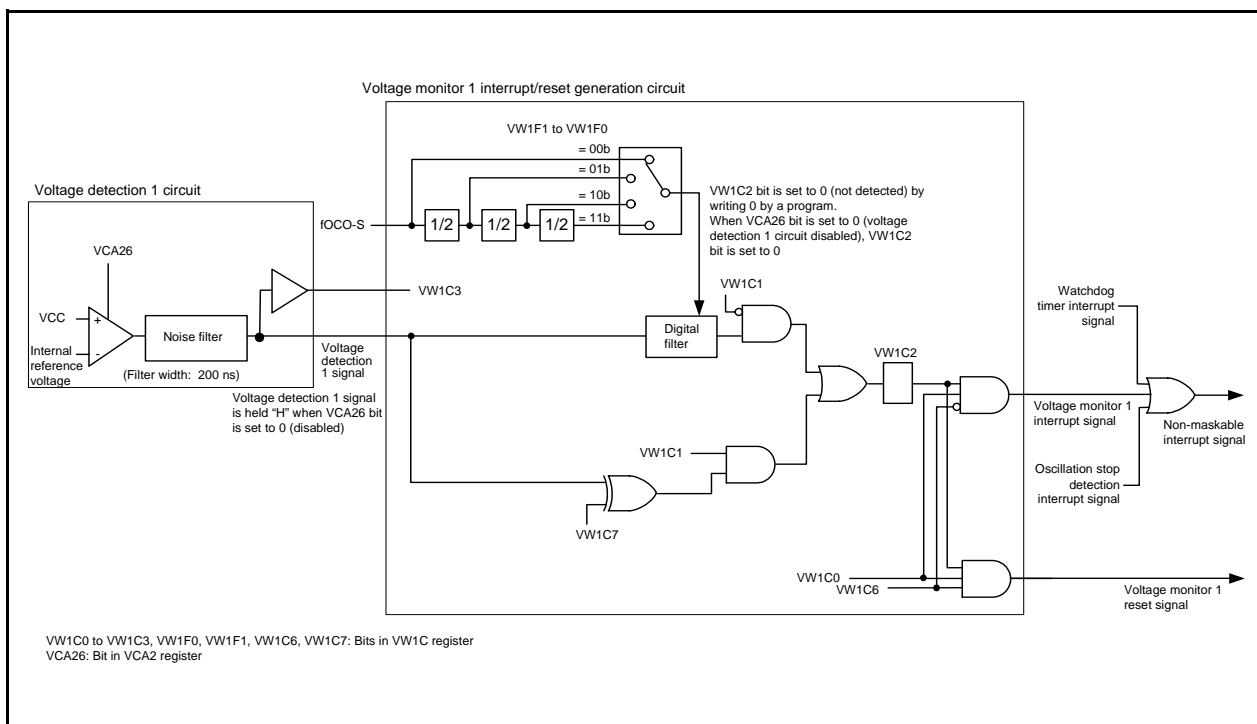 Voltage monitor 1 interrupt/reset generation circuit
VW1F1 to VW1F0
= 00b
= 01b
= 10b
= 11b
fOCO-S
1/2
1/2
1/2
VW1C2 bit is set to 0 (not detected) by
writing 0 by a program.
When VCA26 bit is set to 0 (voltage
detection 1 circuit disabled), VW1C2
bit is set to 0
Voltage detection 1 circuit
VCA26
VCC
+
-
Internal
reference
voltage
Noise filter
(Filter width: 200 ns)
VW1C3
Voltage
detection
1 signal
Voltage detection 1 signal
is held “H” when VCA26 bit
is set to 0 (disabled)
Digital
filter
VW1C1
VW1C2
VW1C1
VW1C7
Watchdog
timer interrupt
signal
Voltage monitor 1
interrupt signal
Non-maskable
interrupt signal
Oscillation stop
detection
interrupt signal
VW1C0
VW1C6
Voltage monitor 1
reset signal
VW1C0 to VW1C3, VW1F0, VW1F1, VW1C6, VW1C7: Bits in VW1C register
VCA26: Bit in VCA2 register